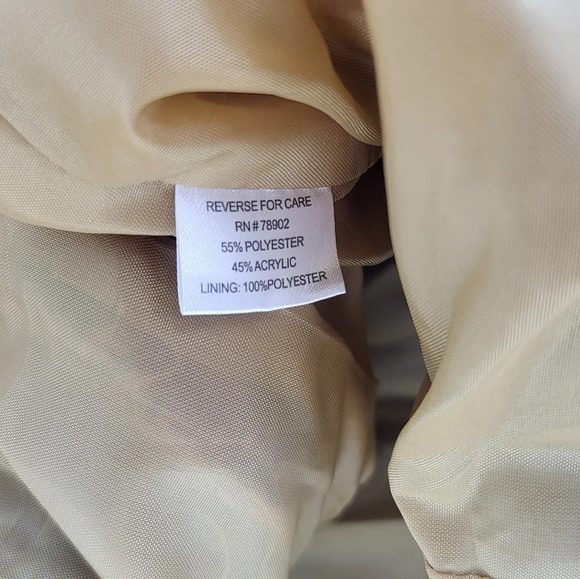 REVERSE FOR CARE
RN#78902
55% POLYESTER
45%ACRYLIC
LINING: 100%POLYESTER